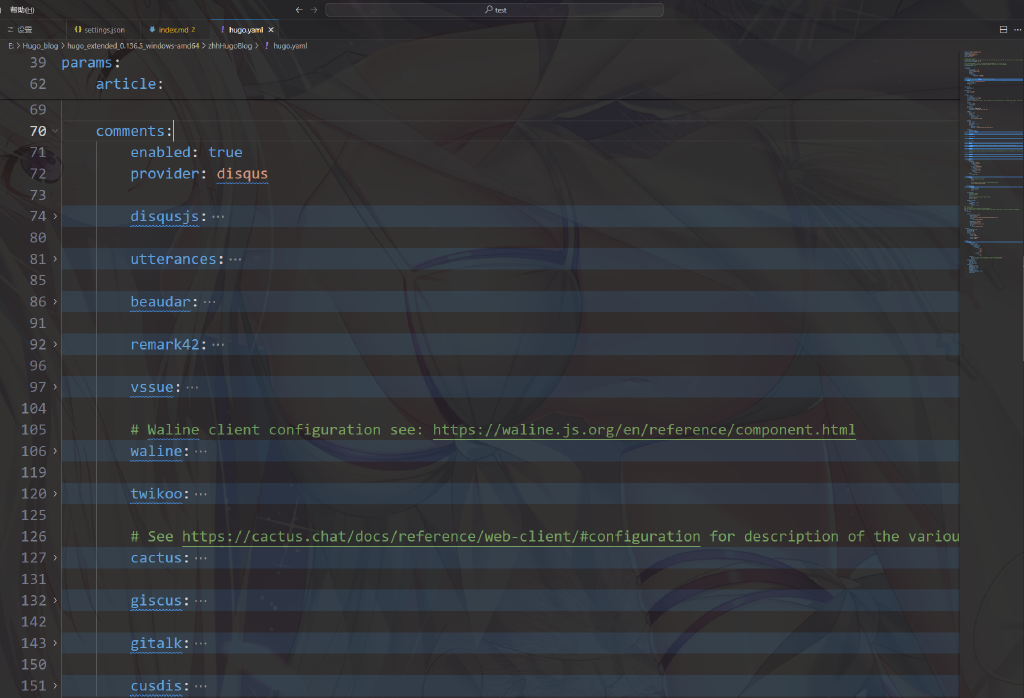 帮助(H)
test
设置
{} settings.json
index.md 2
! hugo.yaml ×
E: > Hugo_blog > hugo_extended_0.136.5_windows-amd64 > zhhHugoBlog > ! hugo.yaml
39 params:
62 article:
69
70 comments:
71 enabled: true
72 provider: disqus
73
74 disqusjs: ···
80
81 utterances: ···
85
86 beaudar: ···
91
92 remark42: ···
96
97 vssue: ···
104
105 # Waline client configuration see: https://waline.js.org/en/reference/component.html
106 waline: ···
119
120 twikoo: ···
125
126 # See https://cactus.chat/docs/reference/web-client/#configuration for description of the variou
127 cactus: ···
131
132 giscus: ···
142
143 gitalk: ···
150
151 cusdis: ···